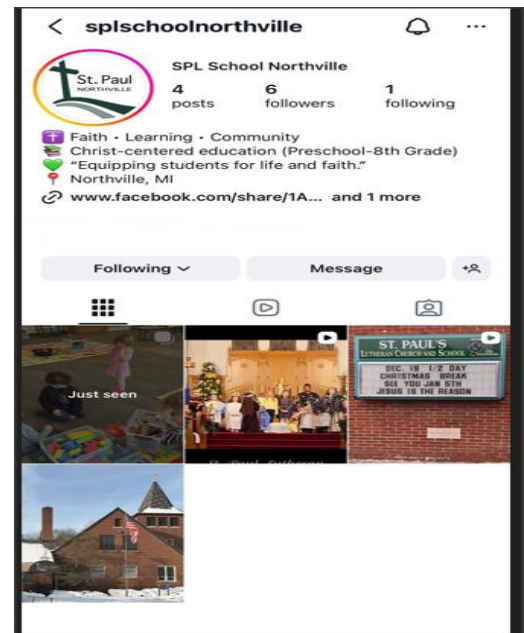 splschoolnorthville
St. Paul
NORTHVILLE
SPL School Northville
4 6 1
posts followers following
✝️ Faith • Learning • Community
📚 Christ-centered education (Preschool-8th Grade)
💚 “Equipping students for life and faith.”
📍 Northville, MI
www.facebook.com/share/1A... and 1 more
Following Message
Just seen
St. Paul Lutheran
ST. PAUL'S
LUTHERAN CHURCH AND SCHOOL
DEC. 19 1/2 DAY
CHRISTMAS BREAK
SEE YOU JAN 5TH
JESUS IS THE REASON